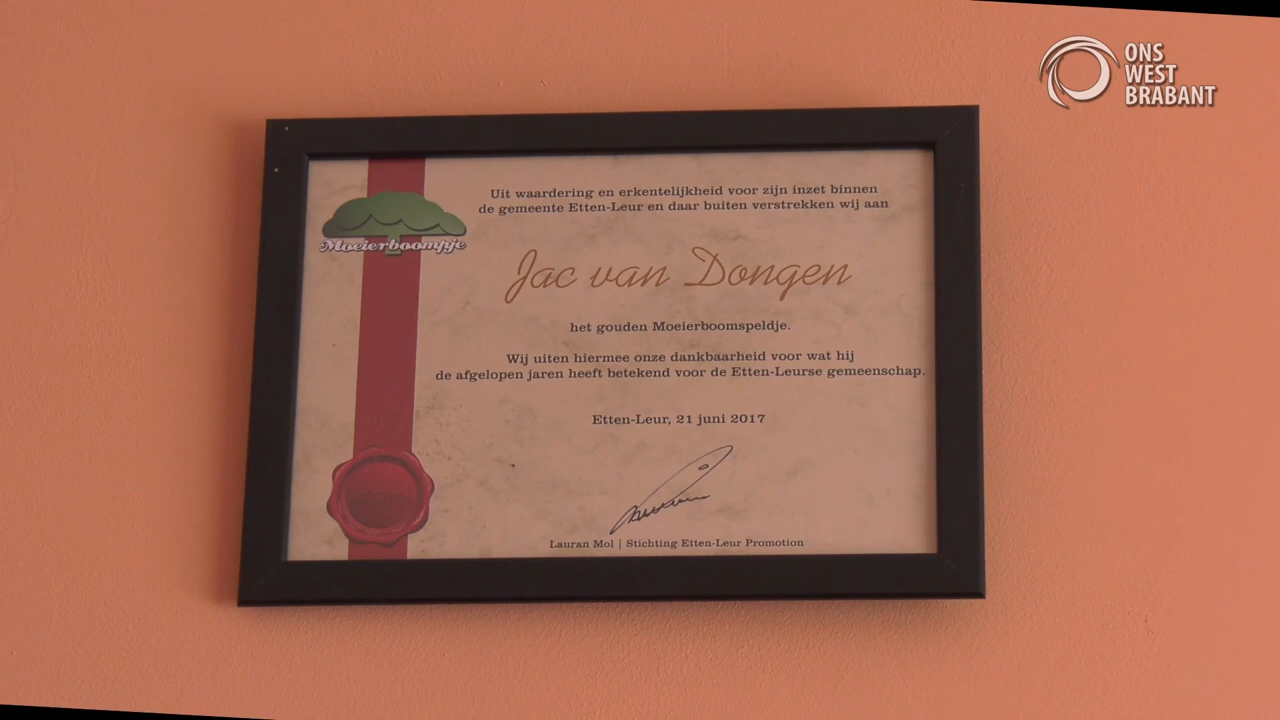 ONS
WEST
BRABANT
Uit waardering en erkentelijkheid voor zijn inzet binnen
de gemeente Etten-Leur en daar buiten verstrekken wij aan
Moeierboompje
Jac van Dongen
het gouden Moeierboomspeldje.
Wij uiten hiermee onze dankbaarheid voor wat hij
de afgelopen jaren heeft betekend voor de Etten-Leurse gemeenschap.
Etten-Leur, 21 juni 2017
Lauran Mol | Stichting Etten-Leur Promotion